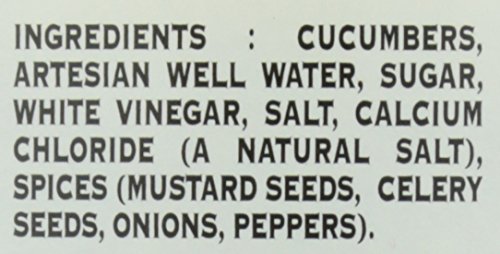 INGREDIENTS : CUCUMBERS,
ARTESIAN WELL WATER, SUGAR,
WHITE VINEGAR, SALT, CALCIUM
CHLORIDE (A NATURAL SALT),
SPICES (MUSTARD SEEDS, CELERY
SEEDS, ONIONS, PEPPERS).